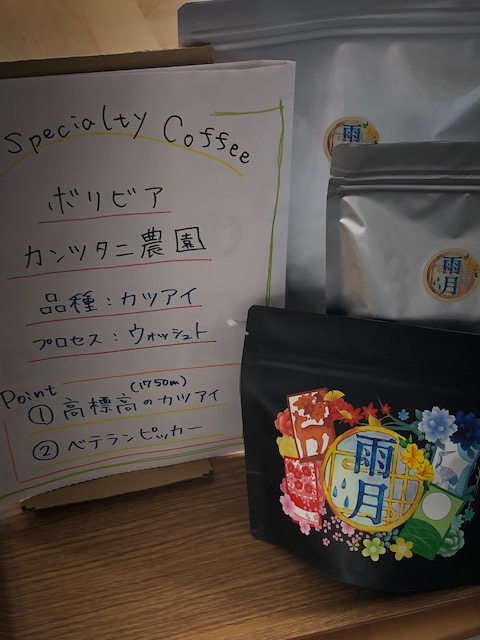 Specialty Coffee
ボリビア
カンツタニ農園
品種：カツアイ
プロセス：ウォッシュト
Point
① 高標高のカツアイ
(1750m)
② ベテランピッカー
雨月
雨月
雨月